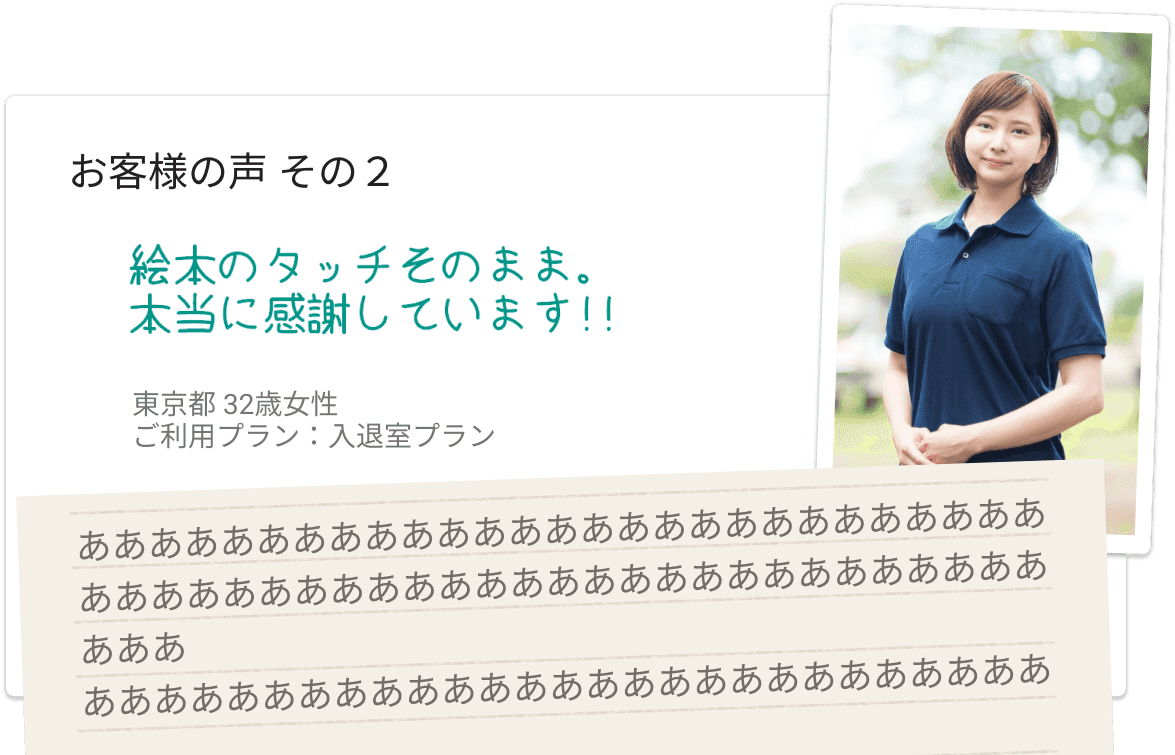 お客様の声 その２
絵本のタッチそのまま。
本当に感謝しています!!
東京都 32歳女性
ご利用プラン：入退室プラン
あああああああああああああああああああああああああああ
あああああああああああああああああああああああああああ
あああ
あああああああああああああああああああああああああああ